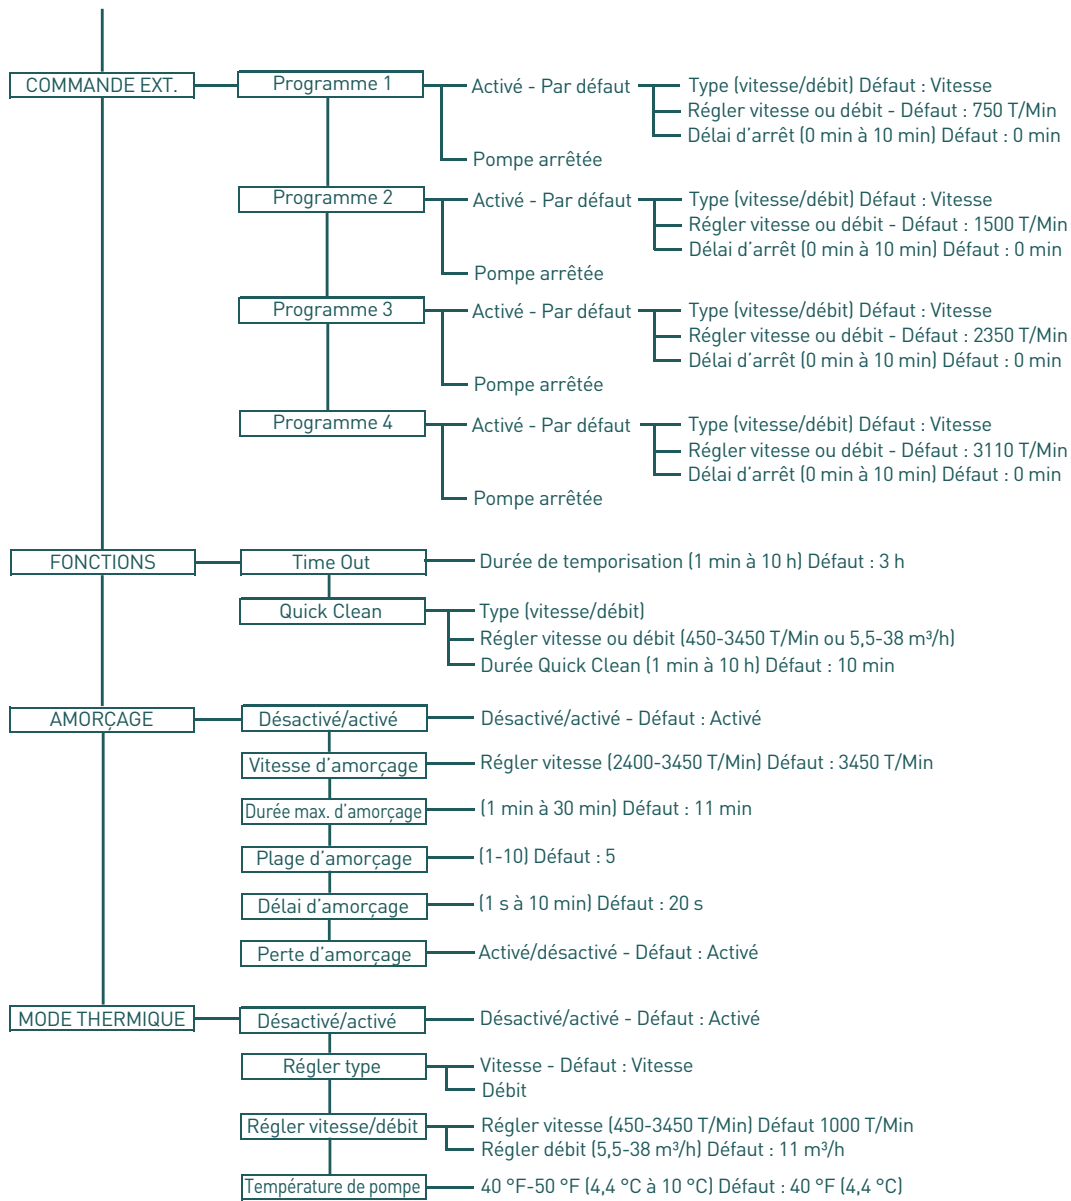 COMMANDE EXT.
Programme 1
Activé - Par défaut
Type (vitesse/débit) Défaut : Vitesse
Régler vitesse ou débit - Défaut : 750 T/Min
Délai d'arrêt (0 min à 10 min) Défaut : 0 min
Pompe arrêtée
Programme 2
Activé - Par défaut
Type (vitesse/débit) Défaut : Vitesse
Régler vitesse ou débit - Défaut : 1500 T/Min
Délai d'arrêt (0 min à 10 min) Défaut : 0 min
Pompe arrêtée
Programme 3
Activé - Par défaut
Type (vitesse/débit) Défaut : Vitesse
Régler vitesse ou débit - Défaut : 2350 T/Min
Délai d'arrêt (0 min à 10 min) Défaut : 0 min
Pompe arrêtée
Programme 4
Activé - Par défaut
Type (vitesse/débit) Défaut : Vitesse
Régler vitesse ou débit - Défaut : 3110 T/Min
Délai d'arrêt (0 min à 10 min) Défaut : 0 min
Pompe arrêtée
FONCTIONS
Time Out
Durée de temporisation (1 min à 10 h) Défaut : 3 h
Quick Clean
Type (vitesse/débit)
Régler vitesse ou débit (450-3450 T/Min ou 5,5-38 m³/h)
Durée Quick Clean (1 min à 10 h) Défaut : 10 min
AMORÇAGE
Désactivé/activé
Désactivé/activé - Défaut : Activé
Vitesse d'amorçage
Régler vitesse (2400-3450 T/Min) Défaut : 3450 T/Min
Durée max. d'amorçage
(1 min à 30 min) Défaut : 11 min
Plage d'amorçage
(1-10) Défaut : 5
Délai d'amorçage
(1 s à 10 min) Défaut : 20 s
Perte d'amorçage
Activé/désactivé - Défaut : Activé
MODE THERMIQUE
Désactivé/activé
Désactivé/activé - Défaut : Activé
Régler type
Vitesse - Défaut : Vitesse
Débit
Régler vitesse/débit
Régler vitesse (450-3450 T/Min) Défaut 1000 T/Min
Régler débit (5,5-38 m³/h) Défaut : 11 m³/h
Température de pompe
40 °F-50 °F (4,4 °C à 10 °C) Défaut : 40 °F (4,4 °C)